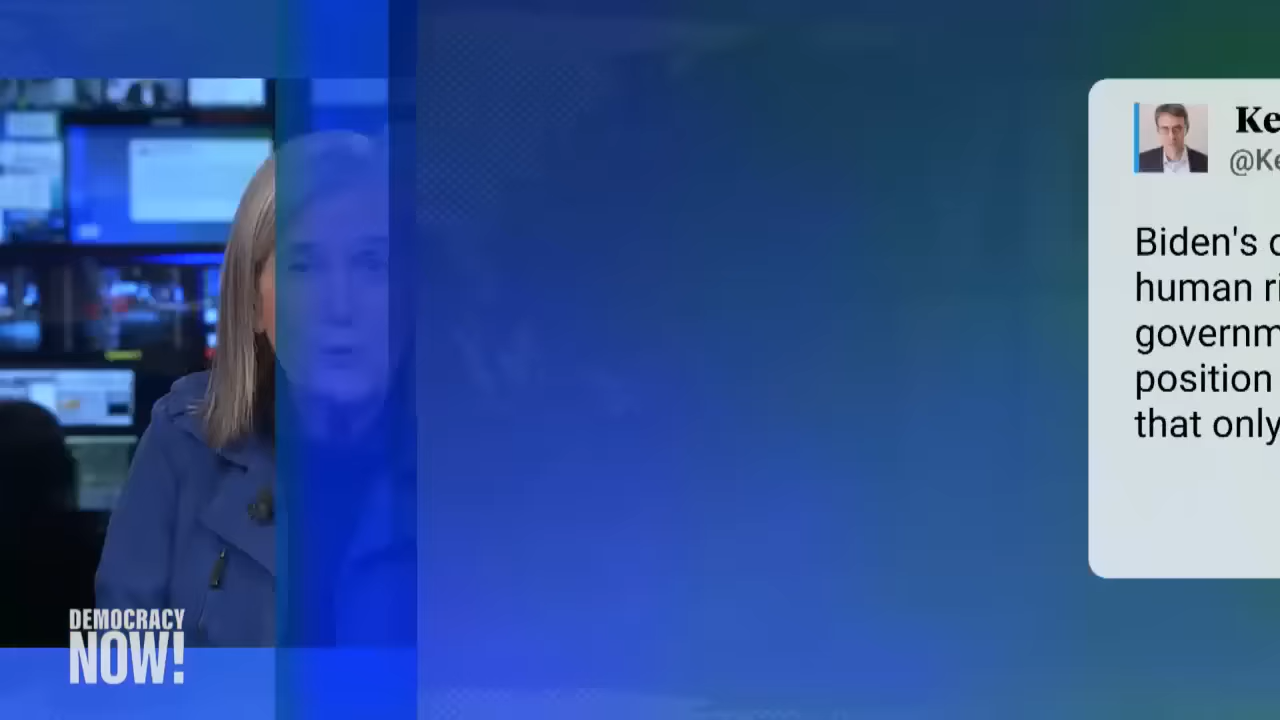 Ke
@Ke
Biden's c
human ri
governm
position
that only
DEMOCRACY
NOW!